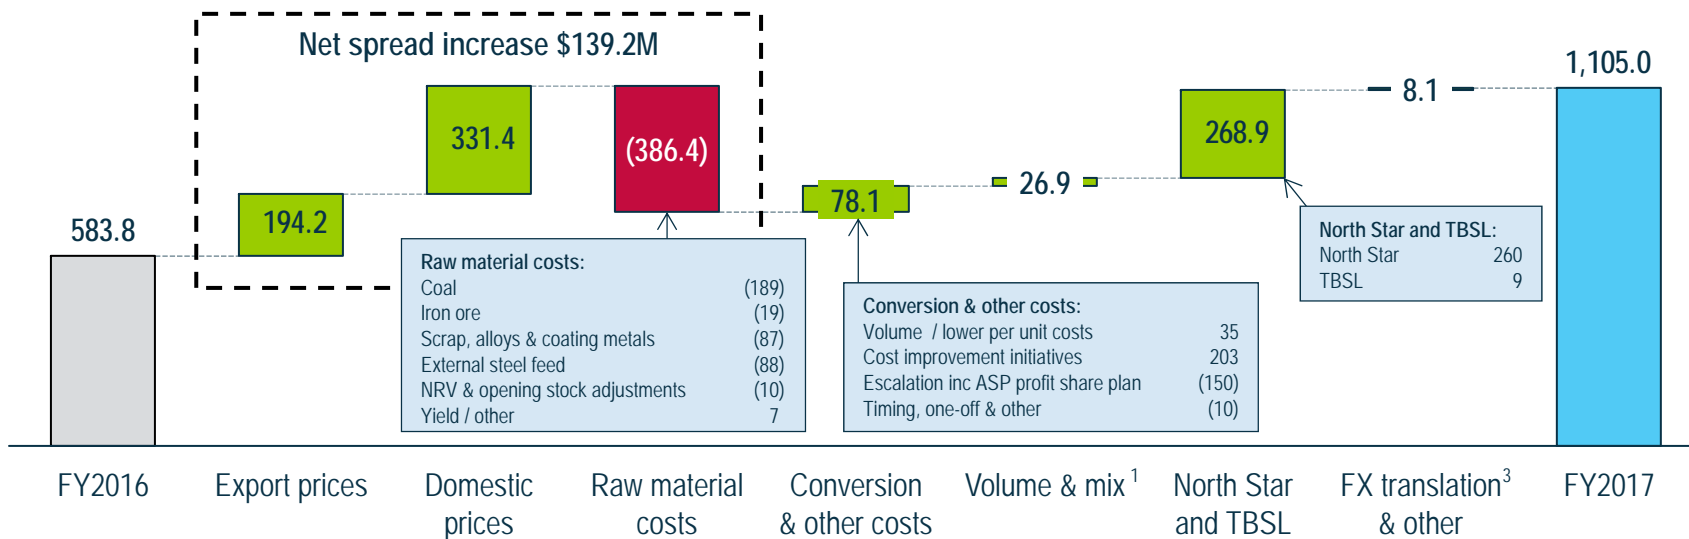 Net spread increase $139.2M
583.8
194.2
331.4
(386.4)
78.1
26.9
268.9
8.1
1,105.0
Raw material costs:
Coal (189)
Iron ore (19)
Scrap, alloys & coating metals (87)
External steel feed (88)
NRV & opening stock adjustments (10)
Yield / other 7
Conversion & other costs:
Volume / lower per unit costs 35
Cost improvement initiatives 203
Escalation inc ASP profit share plan (150)
Timing, one-off & other (10)
North Star and TBSL:
North Star 260
TBSL 9
FY2016
Export prices
Domestic
prices
Raw material
costs
Conversion
& other costs
Volume & mix 1
North Star
and TBSL
FX translation3
& other
FY2017